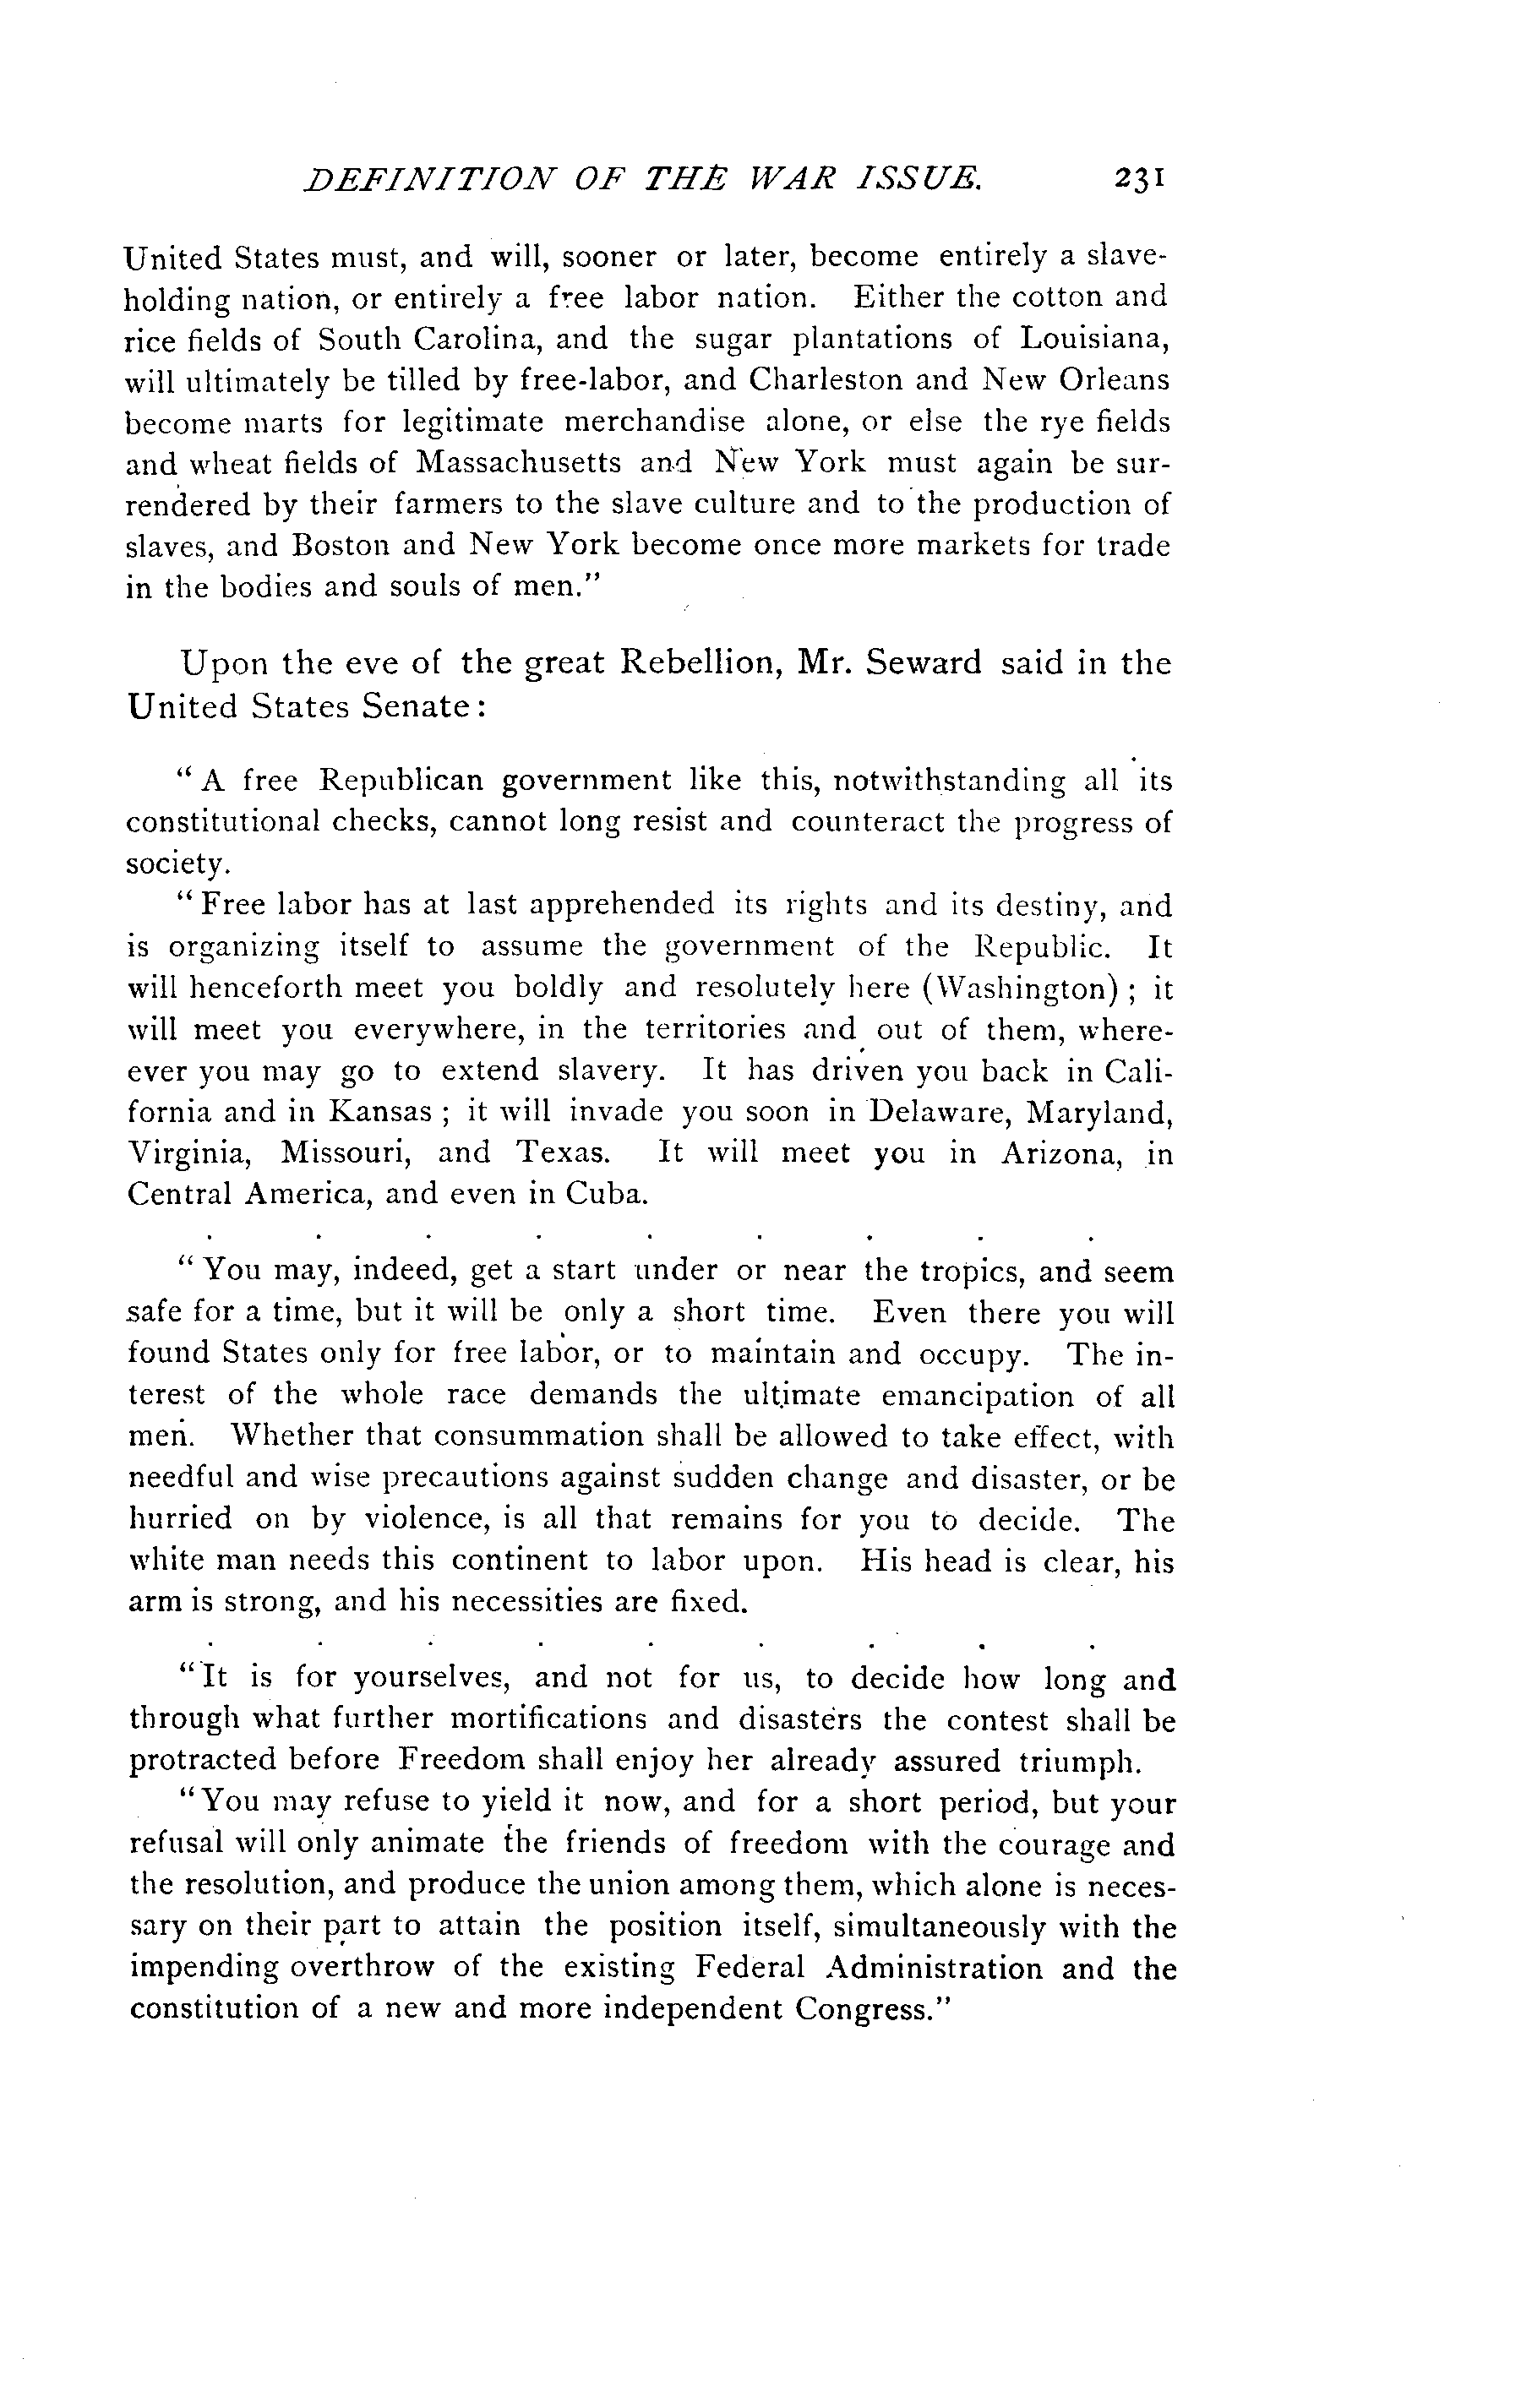 DEFINITION OF THE WAR ISSUE. 231
United States must, and will, sooner or later, become entirely a slave-
holding nation, or entirely a free labor nation. Either the cotton and
rice fields of South Carolina, and the sugar plantations of Louisiana,
will ultimately be tilled by free-labor, and Charleston and New Orleans
become marts for legitimate merchandise alone, or else the rye fields
and wheat fields of Massachusetts and New York must again be sur-
rendered by their farmers to the slave culture and to the production of
slaves, and Boston and New York become once more markets for trade
in the bodies and souls of men."
Upon the eve of the great Rebellion, Mr. Seward said in the
United States Senate:
"A free Republican government like this, notwithstanding all its
constitutional checks, cannot long resist and counteract the progress of
society.
"Free labor has at last apprehended its rights and its destiny, and
is organizing itself to assume the government of the Republic. It
will henceforth meet you boldly and resolutely here (Washington); it
will meet you everywhere, in the territories and out of them, where-
ever you may go to extend slavery. It has driven you back in Cali-
fornia and in Kansas; it will invade you soon in Delaware, Maryland,
Virginia, Missouri, and Texas. It will meet you in Arizona, in
Central America, and even in Cuba.
. . . . . . . . .
"You may, indeed, get a start under or near the tropics, and seem
safe for a time, but it will be only a short time. Even there you will
found States only for free labor, or to maintain and occupy. The in-
terest of the whole race demands the ultimate emancipation of all
men. Whether that consummation shall be allowed to take effect, with
needful and wise precautions against sudden change and disaster, or be
hurried on by violence, is all that remains for you to decide. The
white man needs this continent to labor upon. His head is clear, his
arm is strong, and his necessities are fixed.
. . . . . . . . .
"It is for yourselves, and not for us, to decide how long and
through what further mortifications and disasters the contest shall be
protracted before Freedom shall enjoy her already assured triumph.
"You may refuse to yield it now, and for a short period, but your
refusal will only animate the friends of freedom with the courage and
the resolution, and produce the union among them, which alone is neces-
sary on their part to attain the position itself, simultaneously with the
impending overthrow of the existing Federal Administration and the
constitution of a new and more independent Congress."